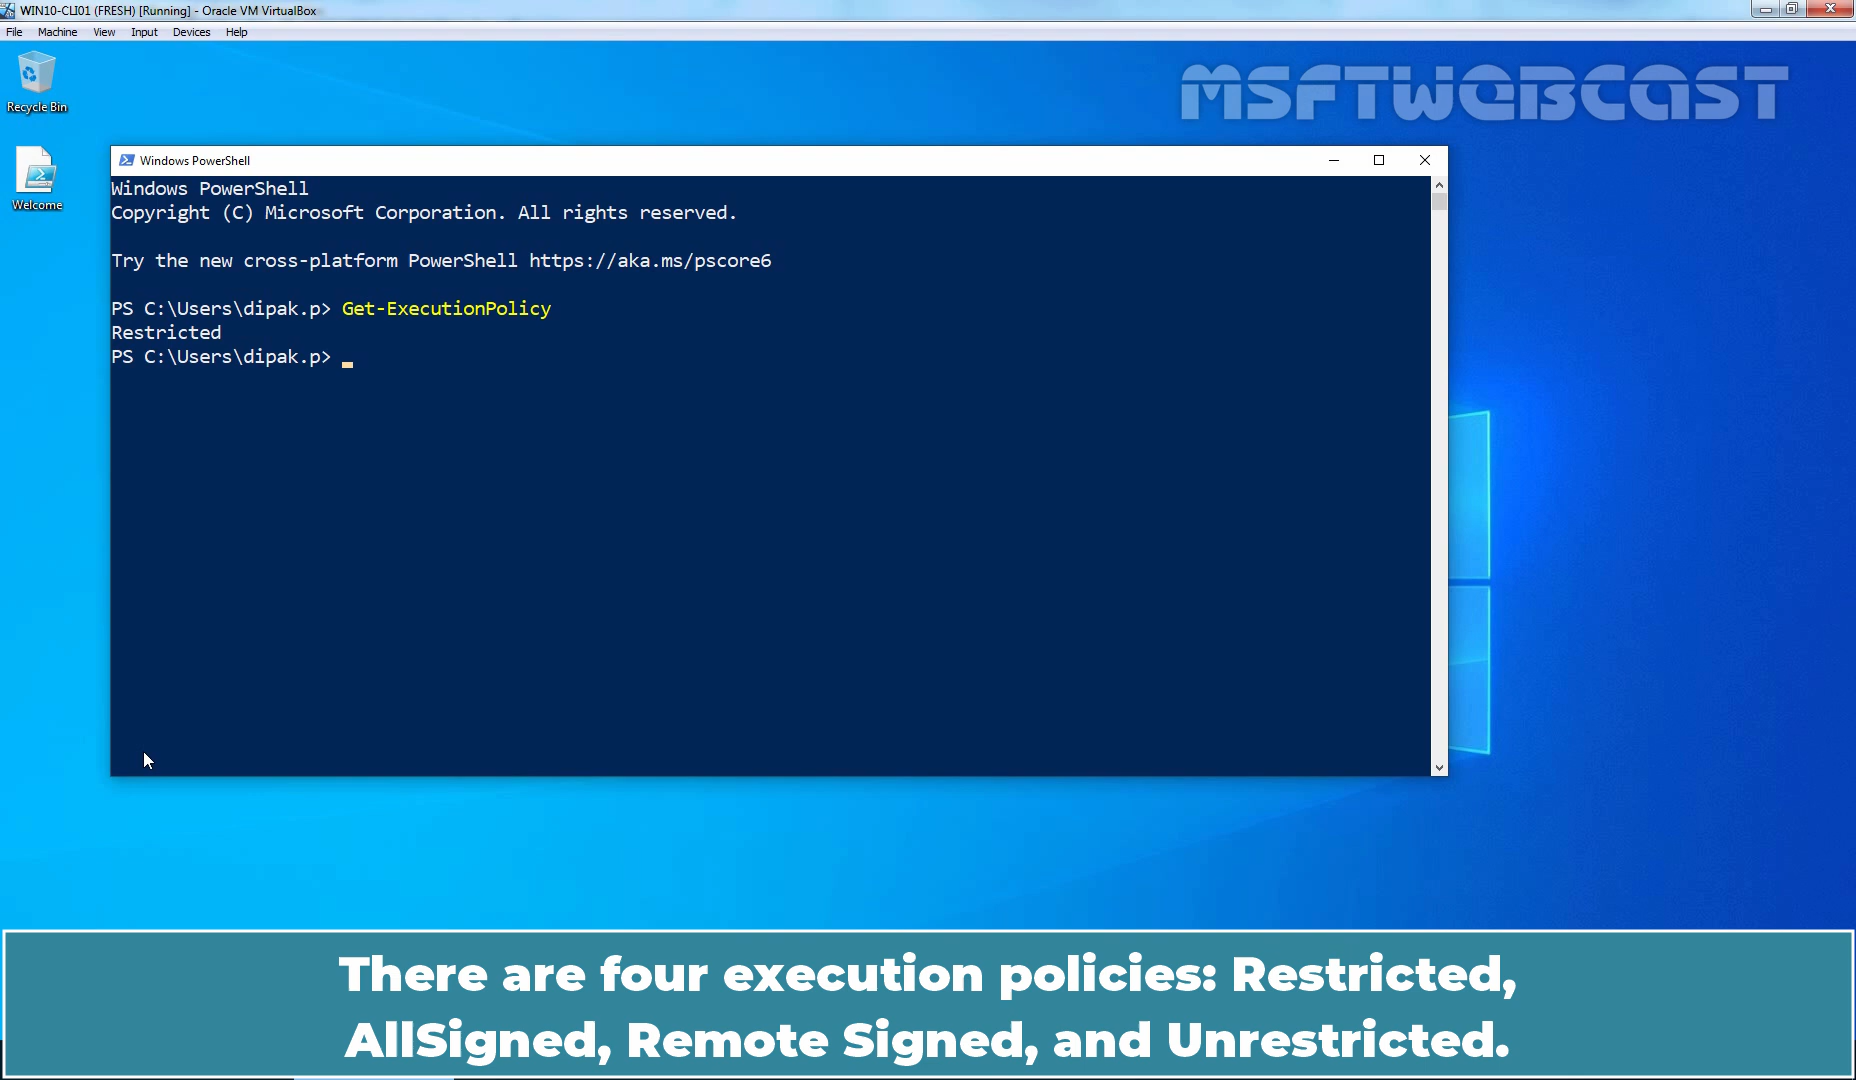 WIN10-CLI01 (FRESH) [Running] - Oracle VM VirtualBox
File Machine View Input Devices Help
Recycle Bin
MSFTWEBCAST
Welcome
Windows PowerShell
Windows PowerShell
Copyright (C) Microsoft Corporation. All rights reserved.
Try the new cross-platform PowerShell https://aka.ms/pscore6
PS C:\Users\dipak.p> Get-ExecutionPolicy
Restricted
PS C:\Users\dipak.p>
There are four execution policies: Restricted,
AllSigned, Remote Signed, and Unrestricted.